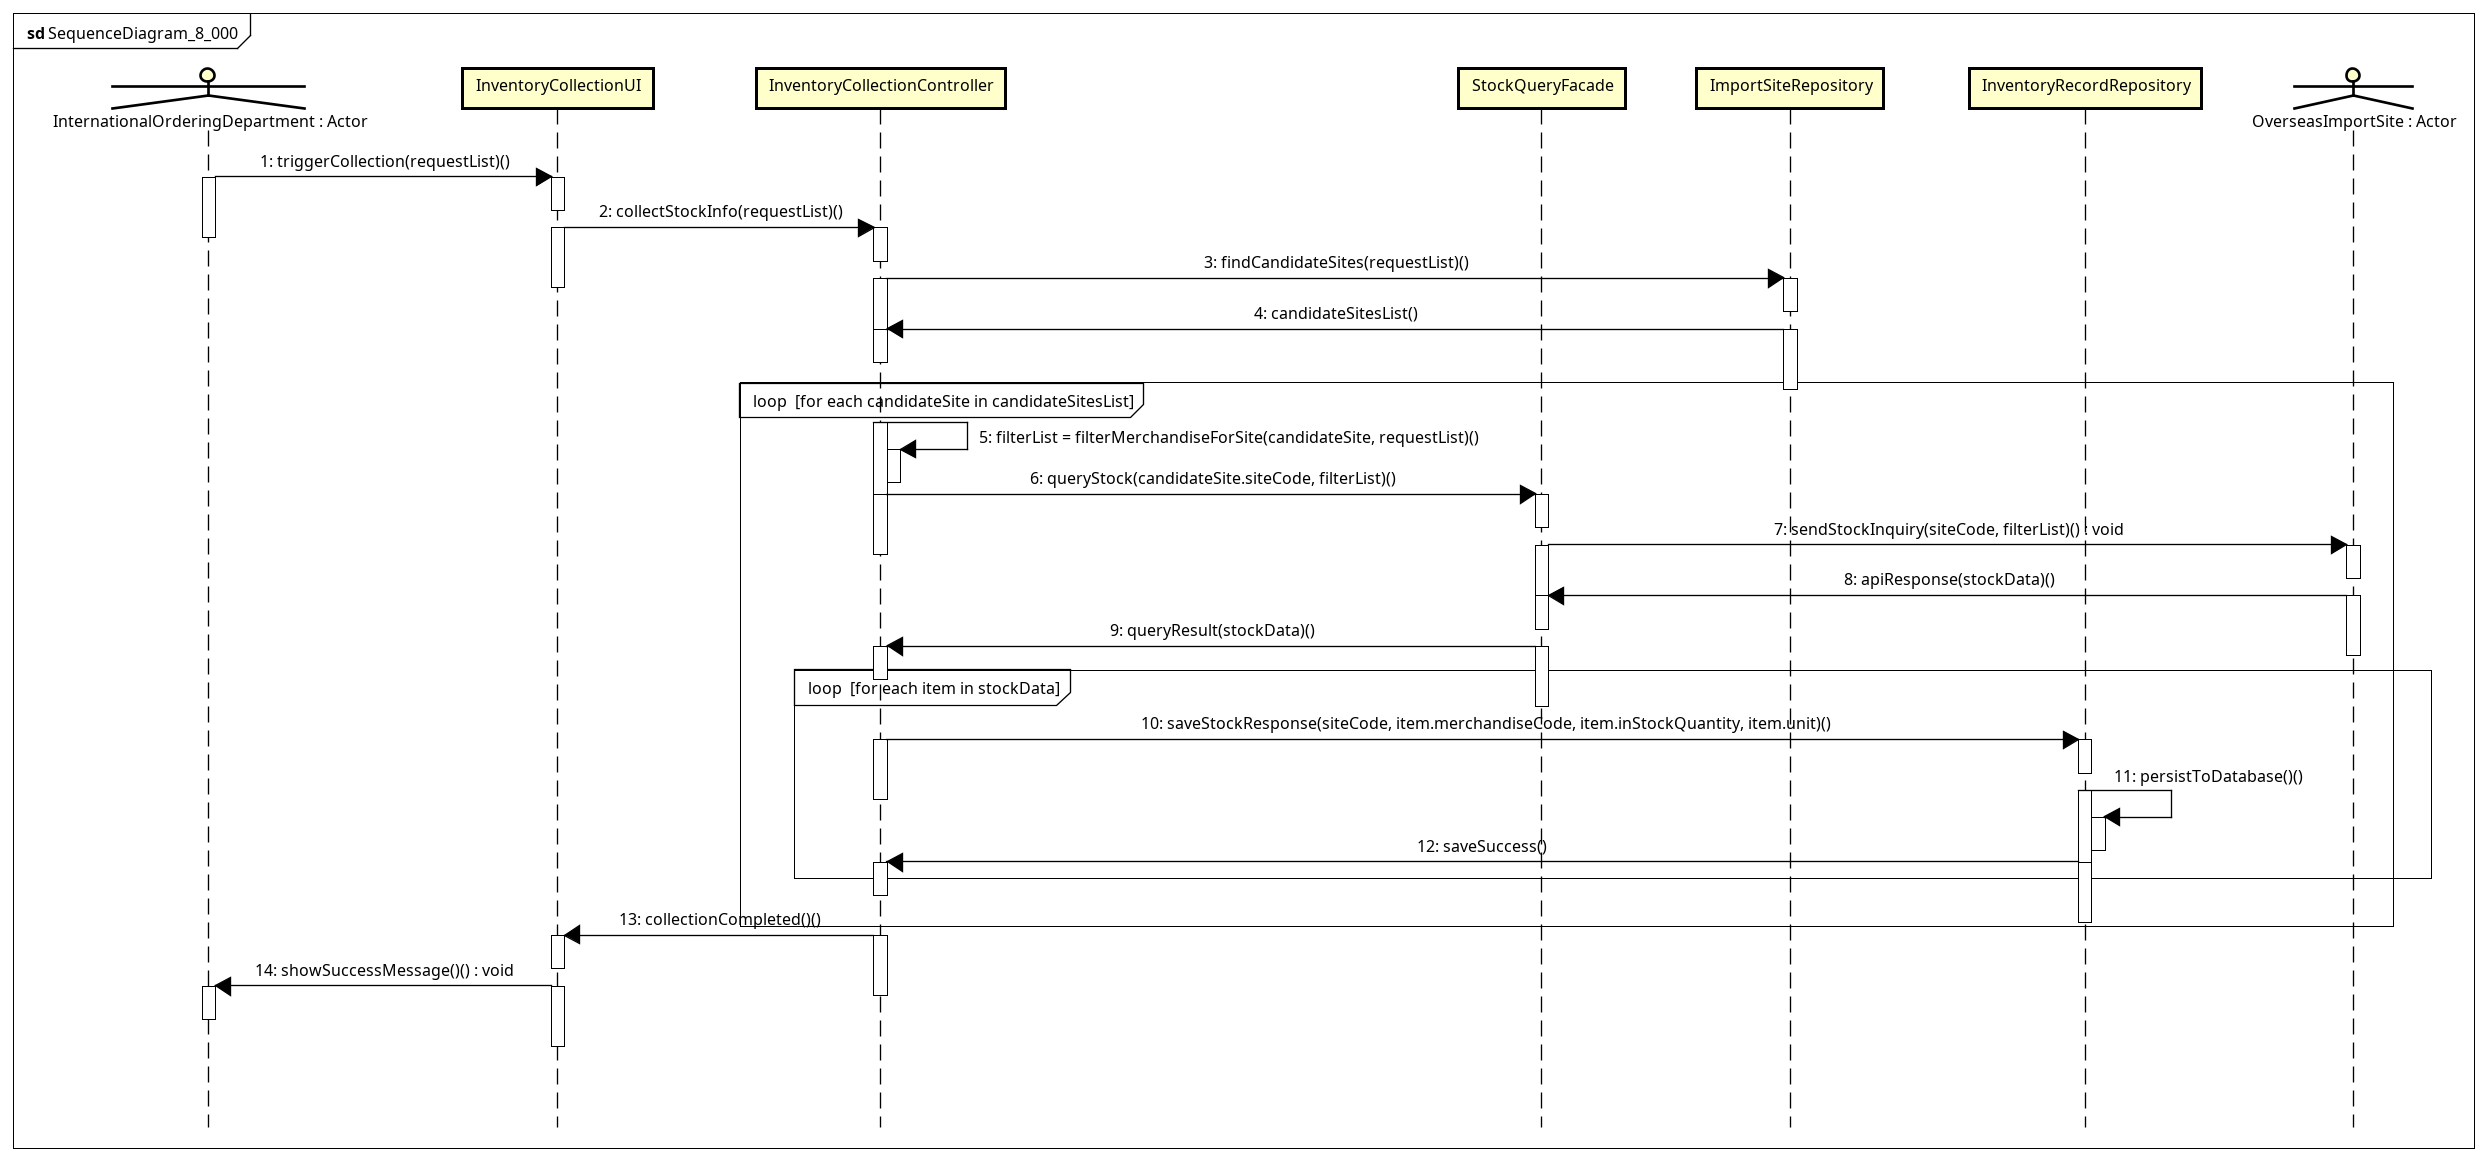 sd SequenceDiagram_8_000
InternationalOrderingDepartment : Actor
InventoryCollectionUI
InventoryCollectionController
StockQueryFacade
ImportSiteRepository
InventoryRecordRepository
OverseasImportSite : Actor
1: triggerCollection(requestList)()
2: collectStockInfo(requestList)()
3: findCandidateSites(requestList)()
4: candidateSitesList()
loop [for each candidateSite in candidateSitesList]
5: filterList = filterMerchandiseForSite(candidateSite, requestList)()
6: queryStock(candidateSite.siteCode, filterList)()
7: sendStockInquiry(siteCode, filterList)() : void
8: apiResponse(stockData)()
9: queryResult(stockData)()
loop [for each item in stockData]
10: saveStockResponse(siteCode, item.merchandiseCode, item.inStockQuantity, item.unit)()
11: persistToDatabase()()
12: saveSuccess()
13: collectionCompleted()()
14: showSuccessMessage()() : void